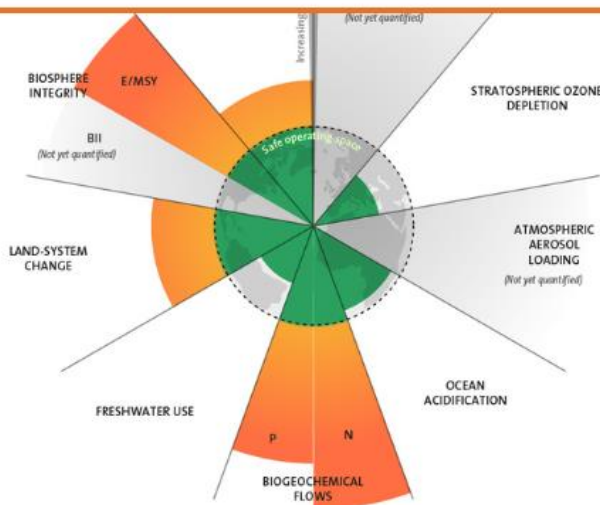 (Not yet quantified)
Increasing
BIOSPHERE
INTEGRITY
E/MSY
STRATOSPHERIC OZONE
DEPLETION
BII
(Not yet quantified)
Safe operating space
LAND-SYSTEM
CHANGE
ATMOSPHERIC
AEROSOL
LOADING
(Not yet quantified)
FRESHWATER USE
OCEAN
ACIDIFICATION
P
N
BIOGEOCHEMICAL
FLOWS